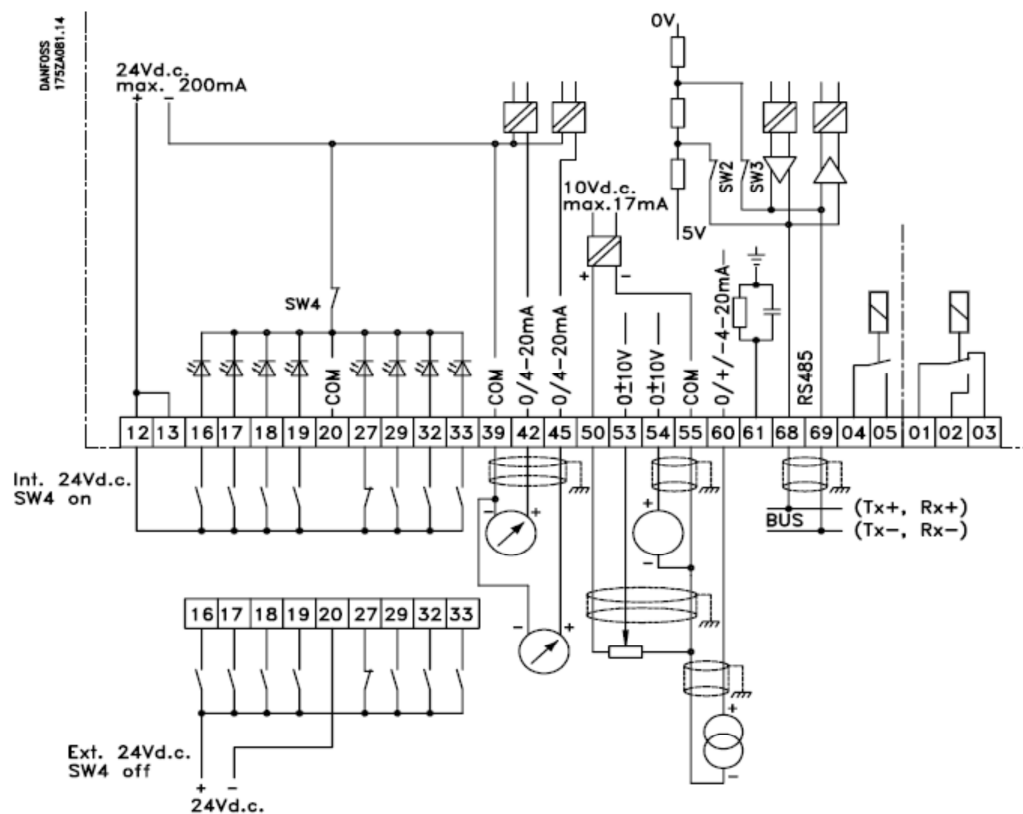 DANFOSS
175ZA081.14
24Vd.c.
max. 200mA
+ −
0V
SW2
SW3
5V
10Vd.c.
max.17mA
+ −
SW4
COM
COM
0/4-20mA
0/4-20mA
0±10V
0±10V
COM
0/+/-4-20mA
RS485
12 13 16 17 18 19 20 27 29 32 33 39 42 45 50 53 54 55 60 61 68 69 04 05 01 02 03
Int. 24Vd.c.
SW4 on
− +
+
−
BUS
(Tx+, Rx+)
(Tx-, Rx-)
16 17 18 19 20 27 29 32 33
− +
+
−
Ext. 24Vd.c.
SW4 off
+ −
24Vd.c.